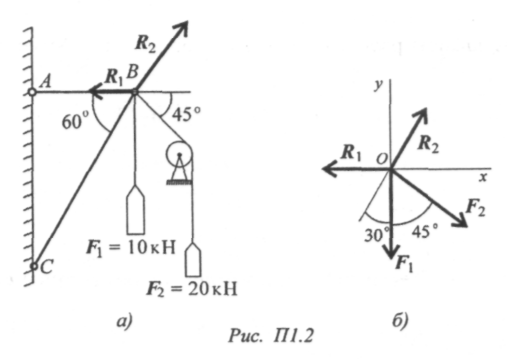 R₂
A
R₁
B
60°
45°
C
F₁ = 10 кН
F₂ = 20 кН
а)
y
R₁
O
R₂
x
F₂
30°
45°
F₁
б)
Рис. П1.2